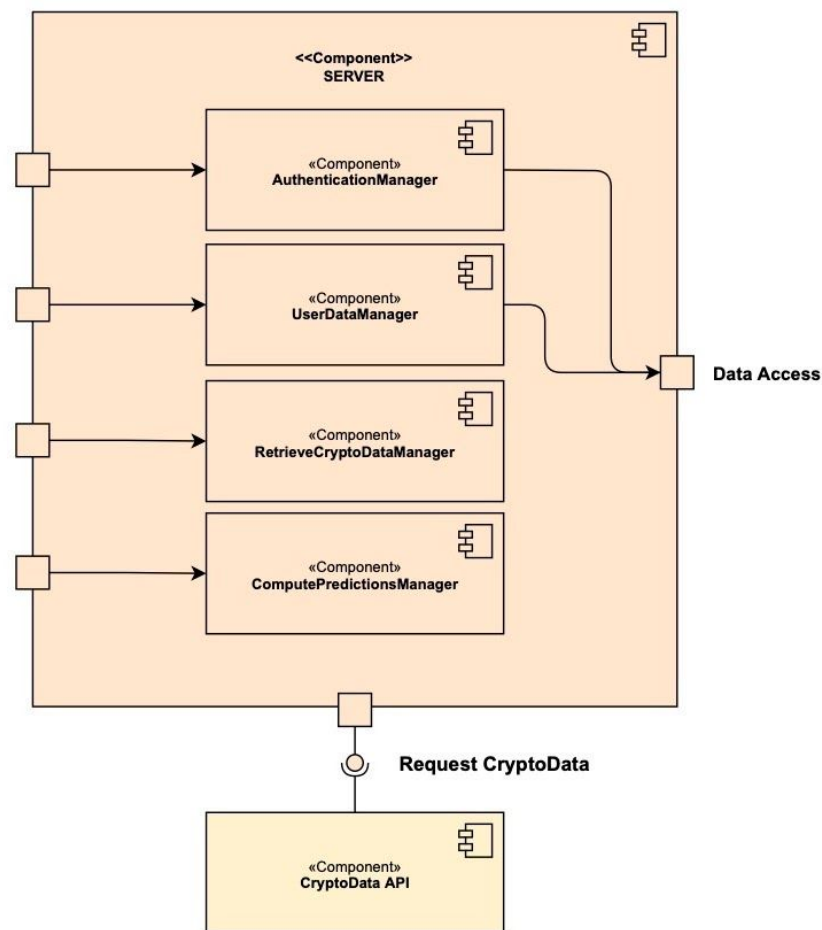 <<Component>>
SERVER
«Component»
AuthenticationManager
«Component»
UserDataManager
Data Access
«Component»
RetrieveCryptoDataManager
«Component»
ComputePredictionsManager
Request CryptoData
«Component»
CryptoData API